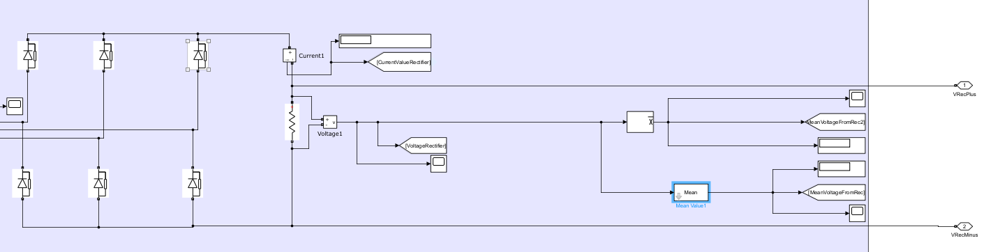 Current1
[CurrentValueRectifier]
1
VRecPlus
x
MeanVoltageFromRec2]
+
-
v
Voltage1
[VoltageRectifier]
Mean
Mean Value1
[MeanVoltageFromRec]
2
VRecMinus